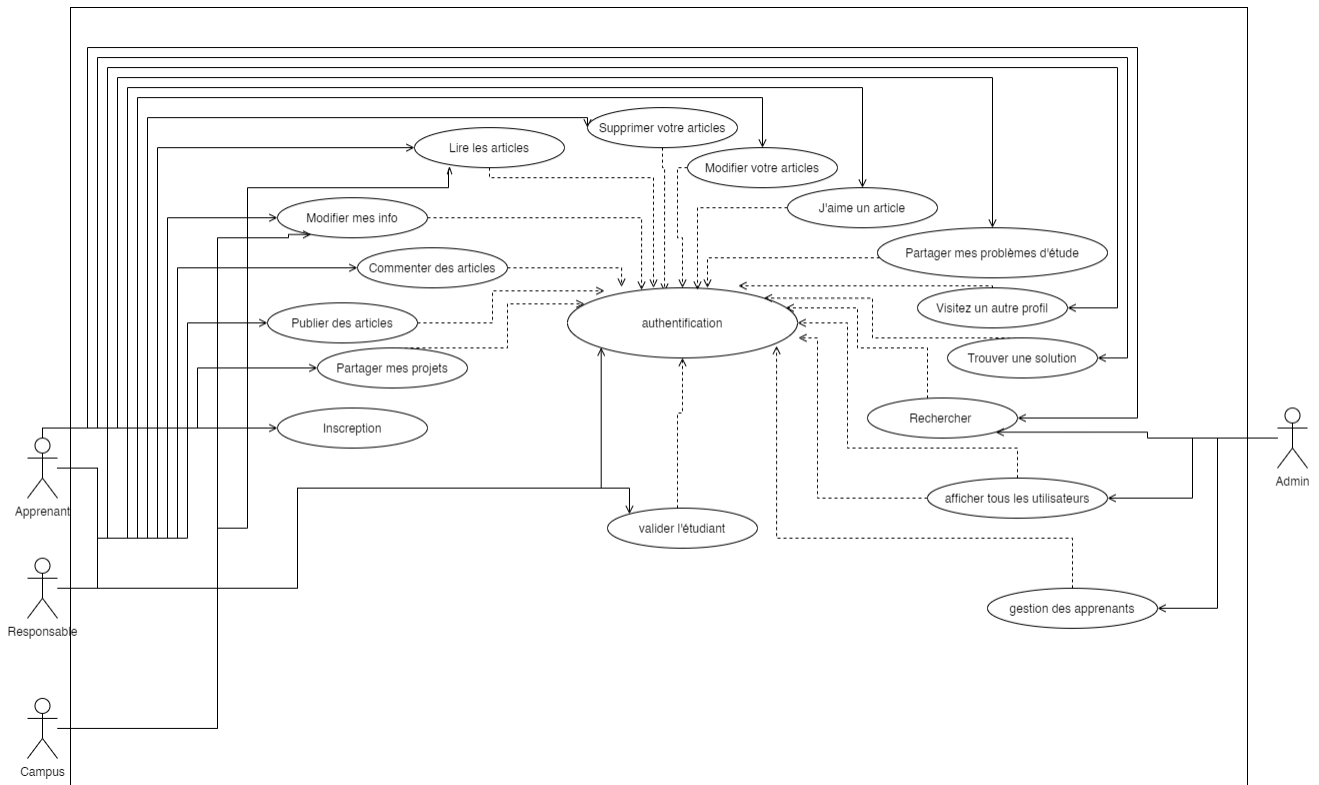 Supprimer votre articles
Lire les articles
Modifier votre articles
J'aime un article
Modifier mes info
Partager mes problèmes d'étude
Commenter des articles
Visitez un autre profil
Publier des articles
authentification
Trouver une solution
Partager mes projets
Rechercher
Inscreption
Admin
afficher tous les utilisateurs
Apprenant
valider l'étudiant
gestion des apprenants
Responsable
Campus